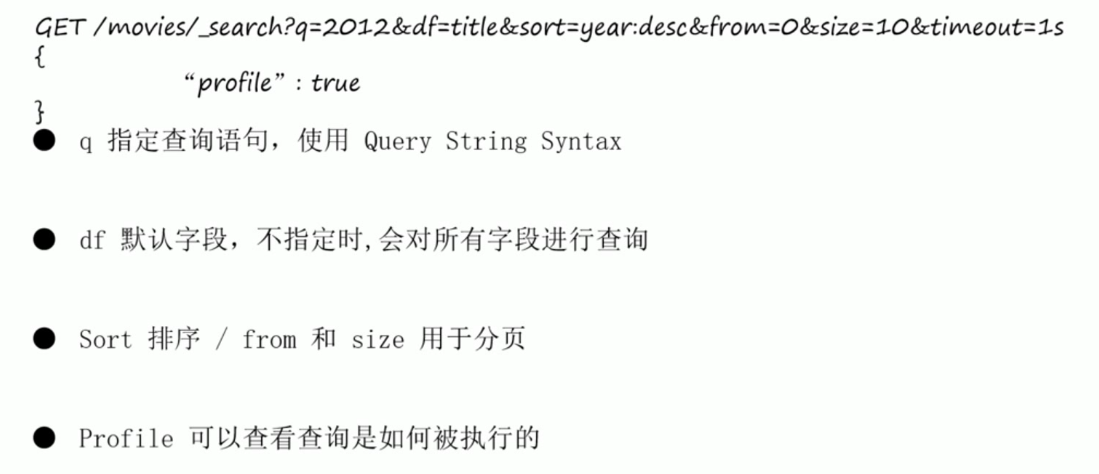 GET /movies/_search?q=2012&df=title&sort=year:desc&from=0&size=10&timeout=1s
{
“profile” : true
}
● q 指定查询语句，使用 Query String Syntax
● df 默认字段，不指定时,会对所有字段进行查询
● Sort 排序 / from 和 size 用于分页
● Profile 可以查看查询是如何被执行的